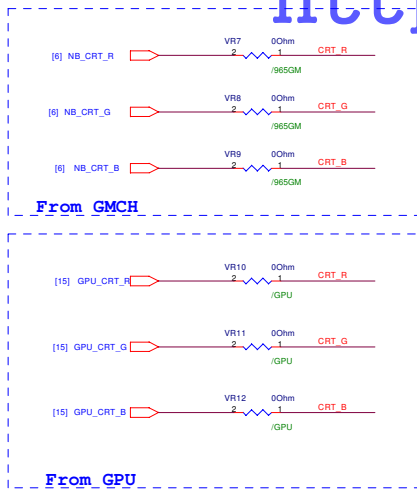 http
VR7 0Ohm
[6] NB_CRT_R 2 1 CRT_R
/965GM
VR8 0Ohm
[6] NB_CRT_G 2 1 CRT_G
/965GM
VR9 0Ohm
[6] NB_CRT_B 2 1 CRT_B
/965GM
From GMCH
VR10 0Ohm
[15] GPU_CRT_R 2 1 CRT_R
/GPU
VR11 0Ohm
[15] GPU_CRT_G 2 1 CRT_G
/GPU
VR12 0Ohm
[15] GPU_CRT_B 2 1 CRT_B
/GPU
From GPU